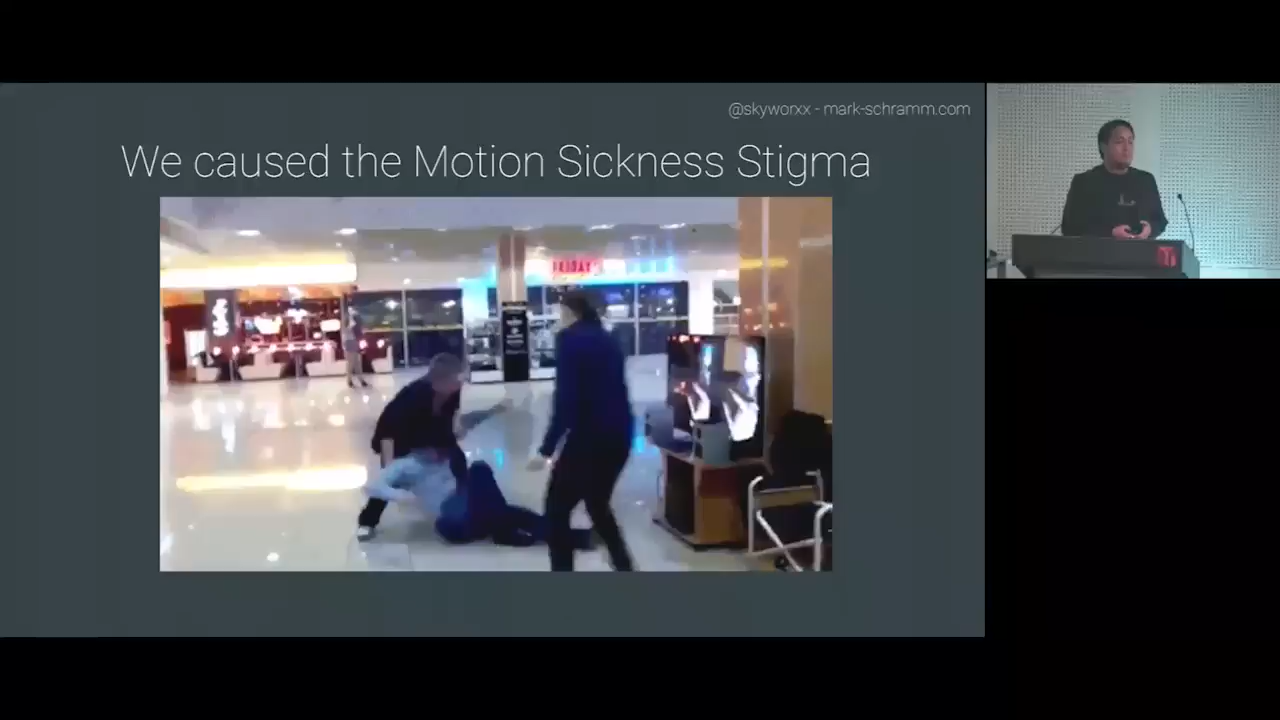 @skyworxx - mark-schramm.com
We caused the Motion Sickness Stigma
FRIDAY'S